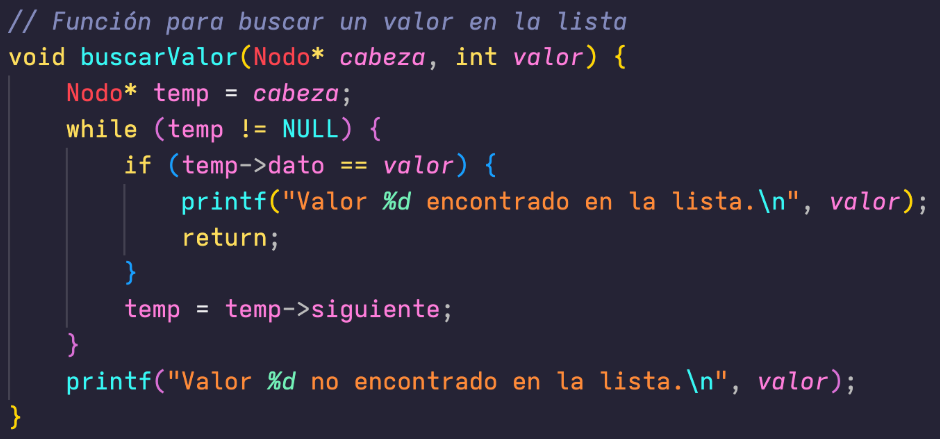 // Función para buscar un valor en la lista
void buscarValor(Nodo* cabeza, int valor) {
    Nodo* temp = cabeza;
    while (temp != NULL) {
        if (temp->dato == valor) {
            printf("Valor %d encontrado en la lista.\n", valor);
            return;
        }
        temp = temp->siguiente;
    }
    printf("Valor %d no encontrado en la lista.\n", valor);
}